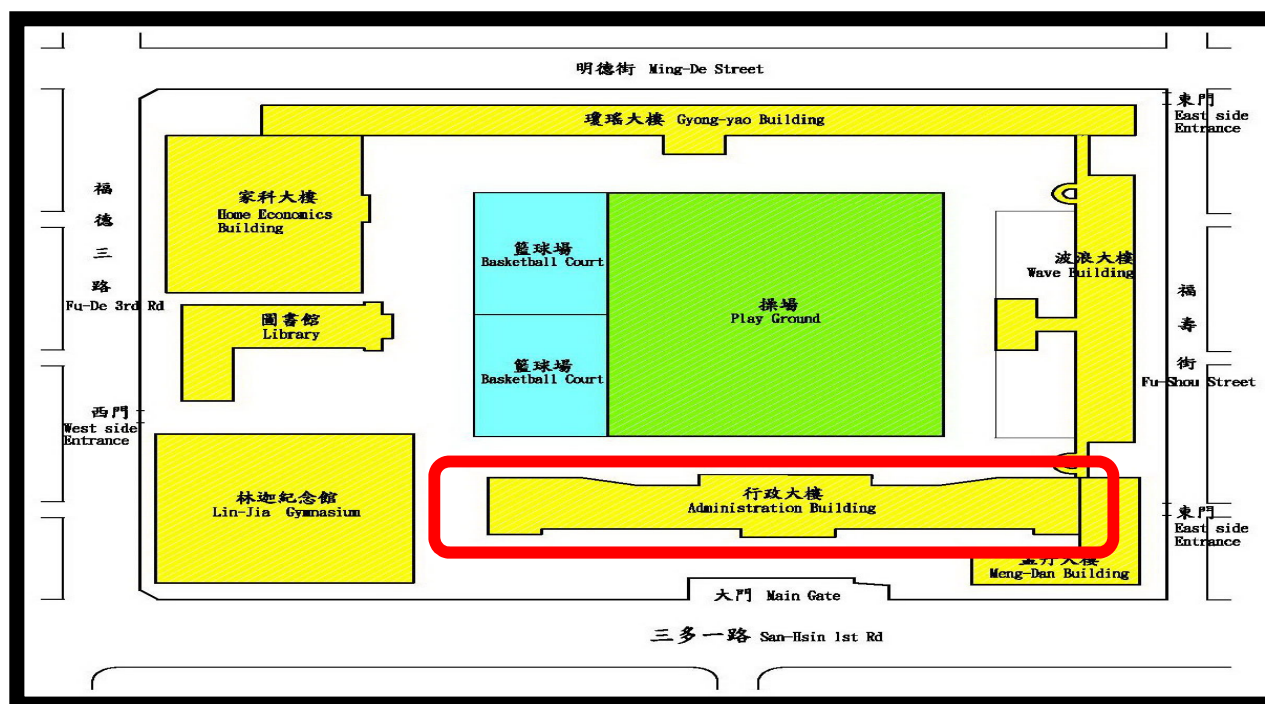 明德街 Ming-De Street
東門
East side
Entrance
瓊瑤大樓 Gyong-yao Building
福德三路
Fu-De 3rd Rd
家科大樓
Home Economics
Building
籃球場
Basketball Court
操場
Play Ground
波浪大樓
Wave Building
福壽街
Fu-Shou Street
圖書館
Library
籃球場
Basketball Court
西門
West side
Entrance
林迦紀念館
Lin-Jia Gymnasium
行政大樓
Administration Building
東門
East side
Entrance
大樓
Meng-Dan Building
大門 Main Gate
三多一路 San-Hsin 1st Rd